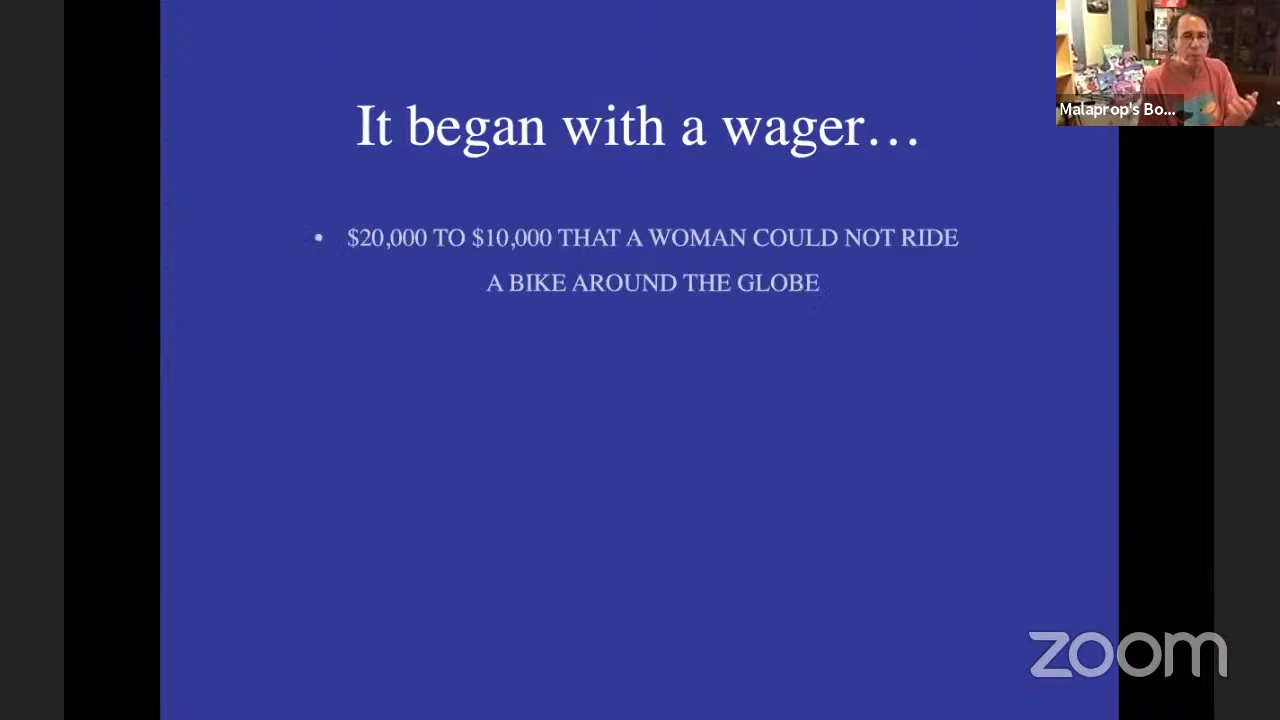 It began with a wager…
Malaprop's Bo...
• $20,000 TO $10,000 THAT A WOMAN COULD NOT RIDE
A BIKE AROUND THE GLOBE
zoom